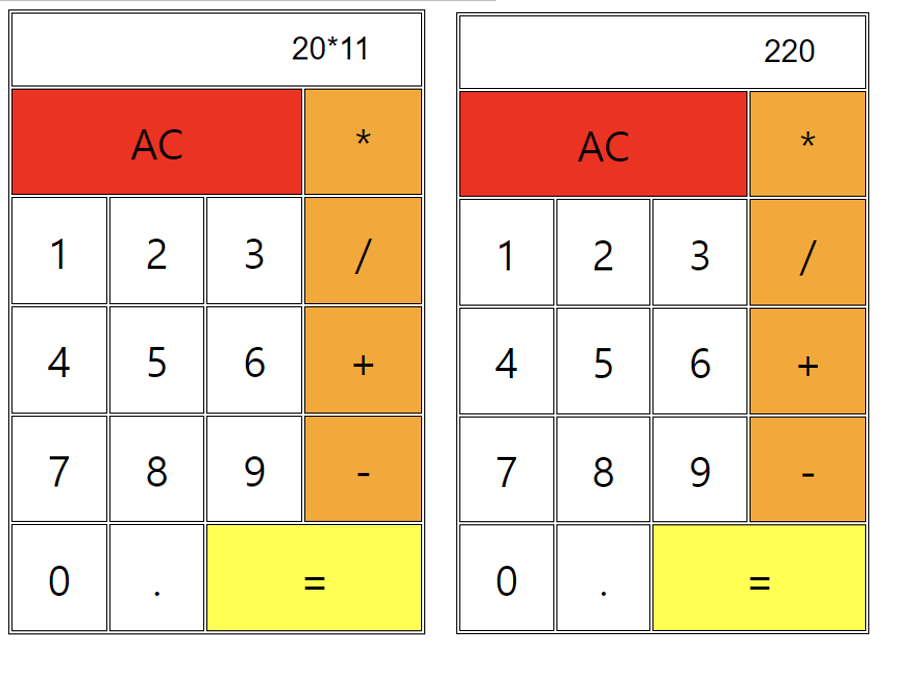 20*11
AC *
1 2 3 /
4 5 6 +
7 8 9 -
0 . =
220
AC *
1 2 3 /
4 5 6 +
7 8 9 -
0 . =